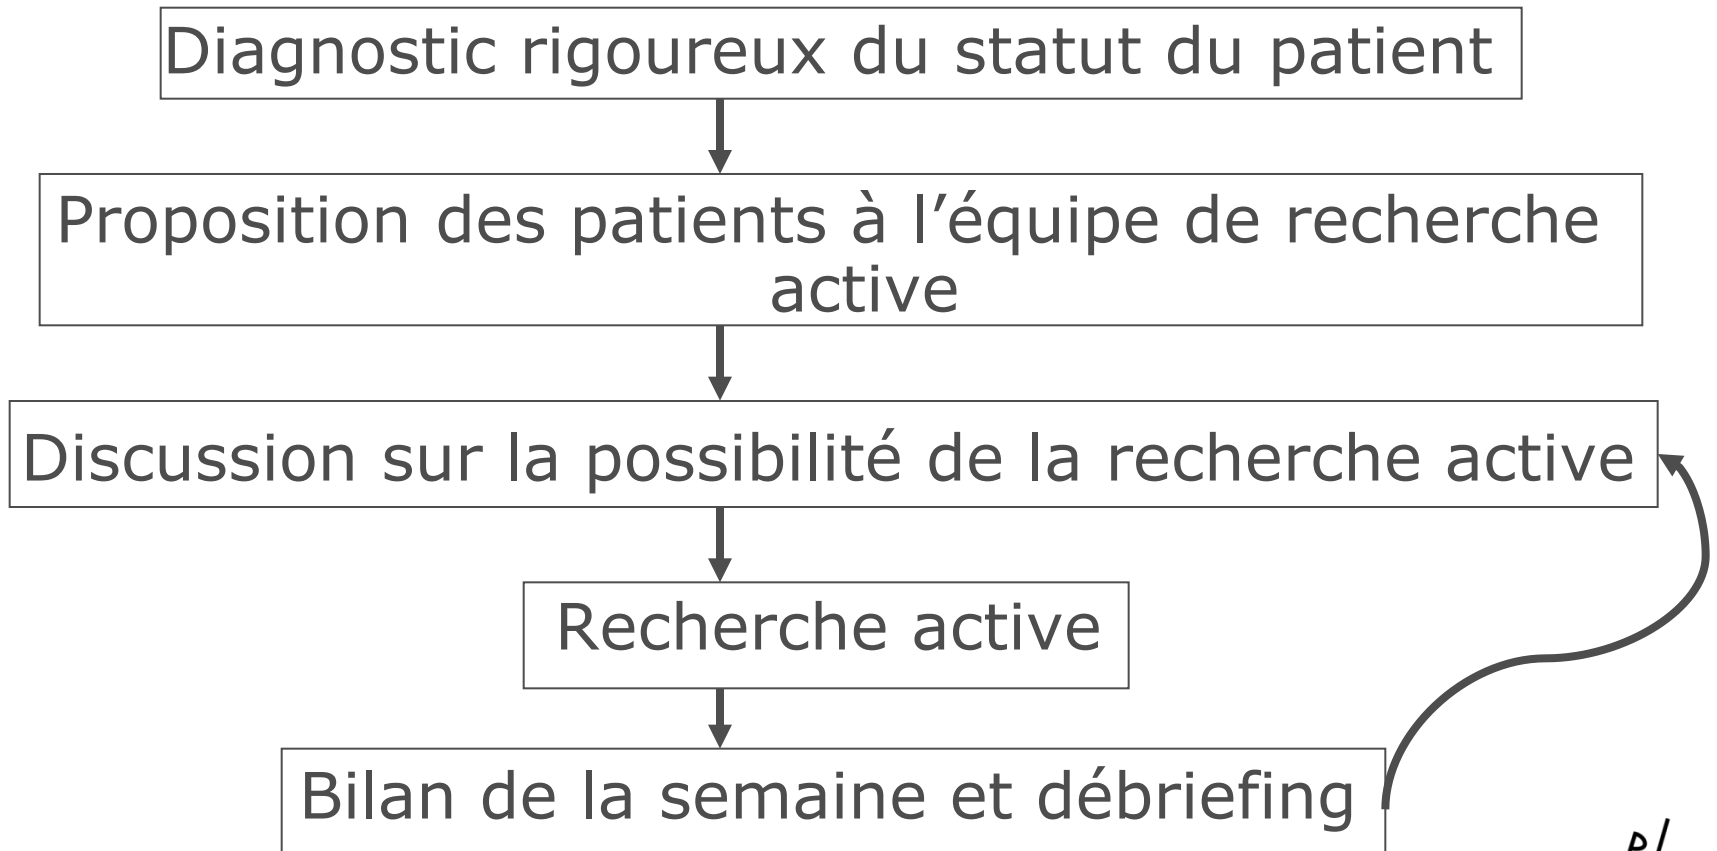 Diagnostic rigoureux du statut du patient
Proposition des patients à l’équipe de recherche
active
Discussion sur la possibilité de la recherche active
Recherche active
Bilan de la semaine et débriefing